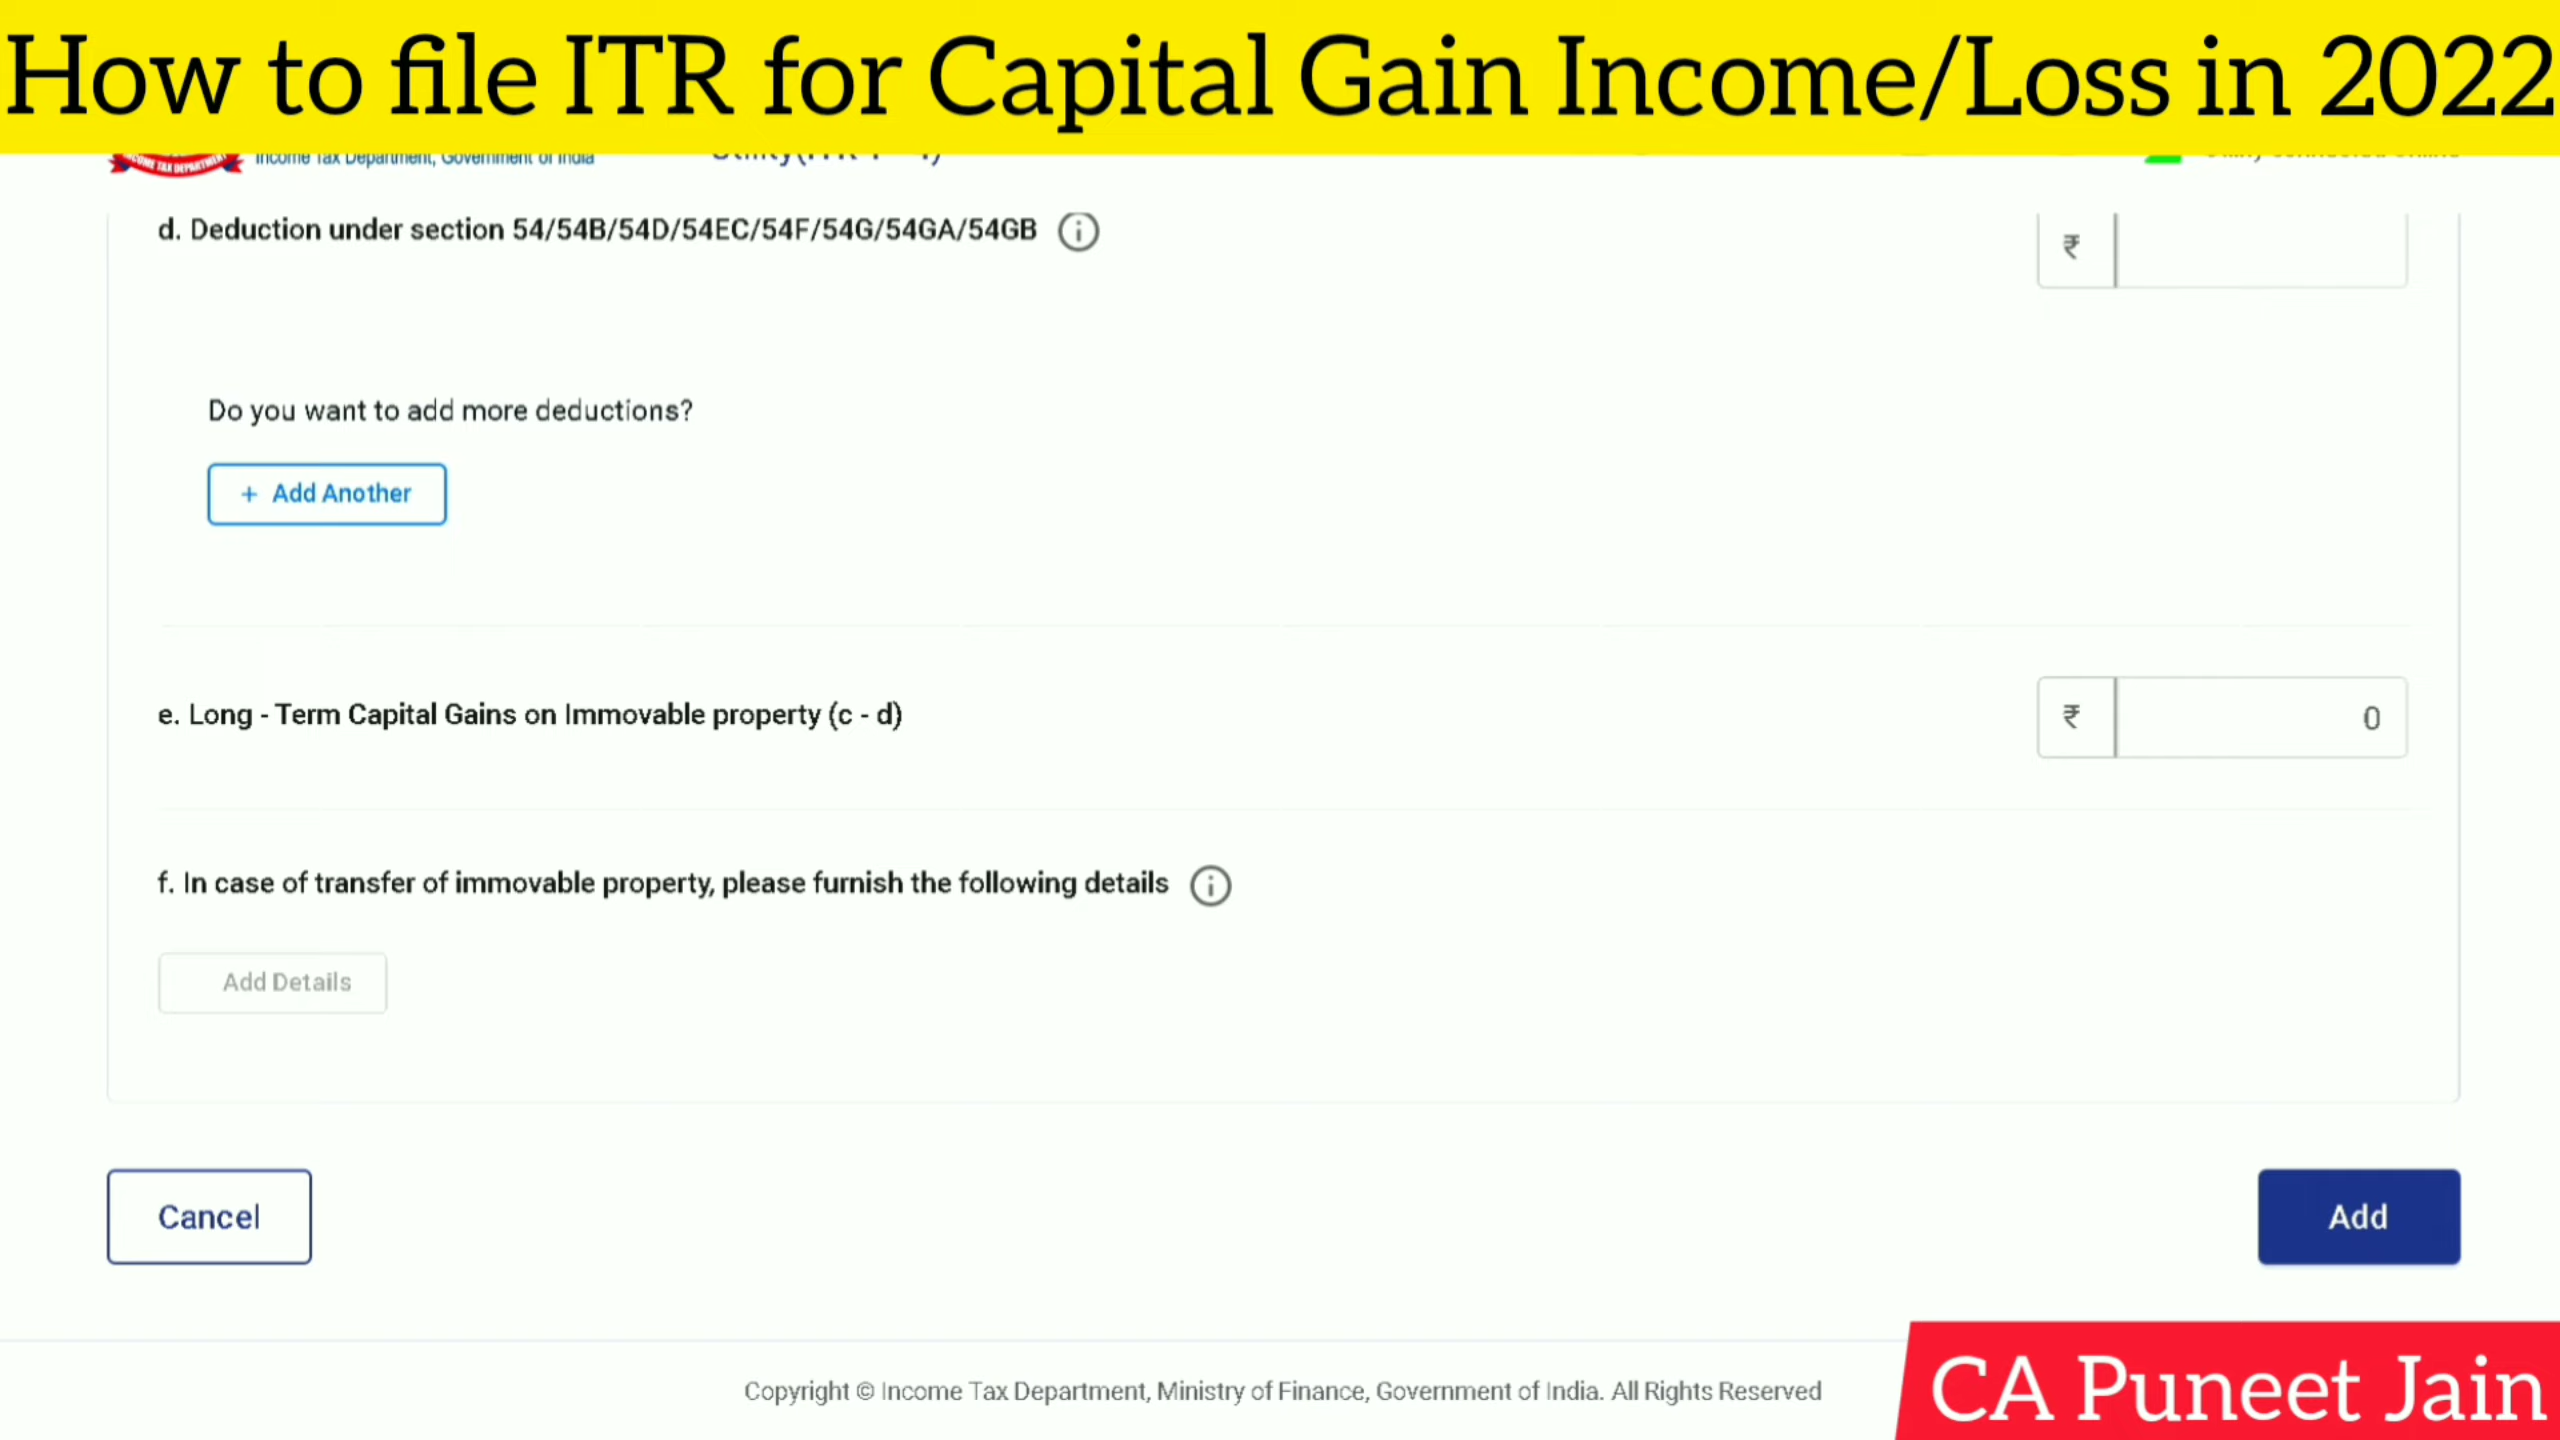 How to file ITR for Capital Gain Income/Loss in 2022
INCOME TAX DEPARTMENT
Income Tax Department, Government of India
d. Deduction under section 54/54B/54D/54EC/54F/54G/54GA/54GB
₹
Do you want to add more deductions?
+ Add Another
e. Long - Term Capital Gains on Immovable property (c - d)
₹ 0
f. In case of transfer of immovable property, please furnish the following details
Add Details
Cancel
Add
Copyright © Income Tax Department, Ministry of Finance, Government of India. All Rights Reserved
CA Puneet Jain